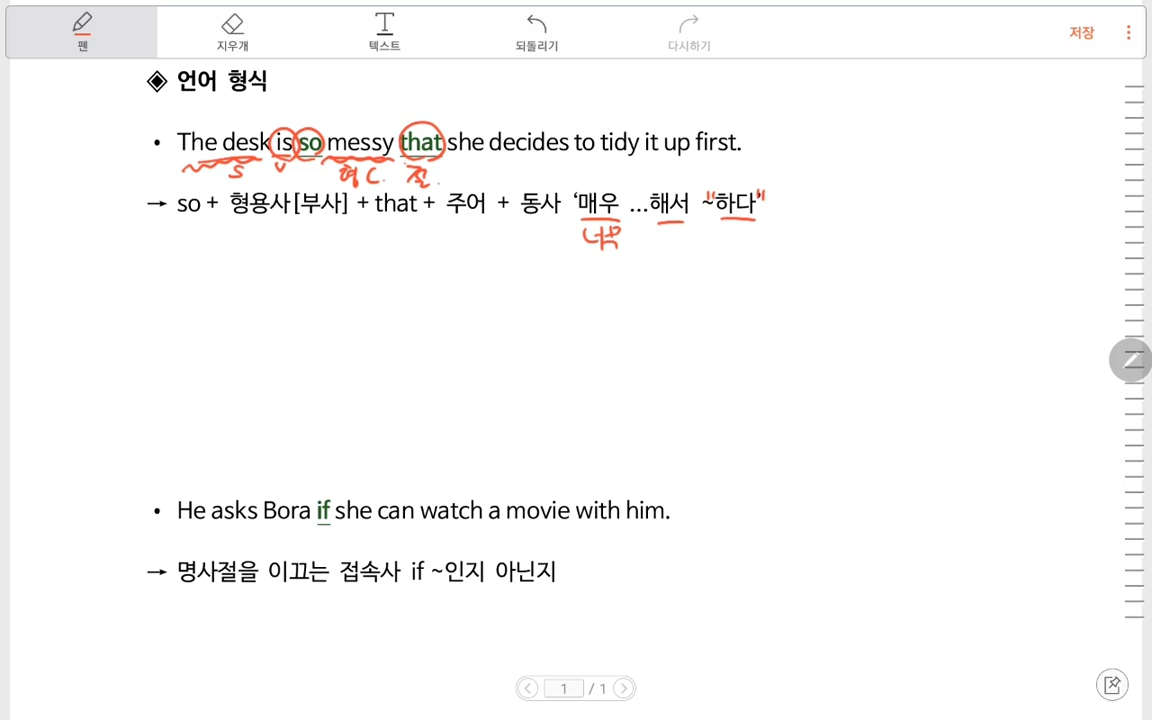 펜 지우개 텍스트 되돌리기 다시하기 저장
◈ 언어 형식
• The desk is so messy that she decides to tidy it up first.
S V 형 C. 절.
→ so + 형용사[부사] + that + 주어 + 동사 ‘매우 …해서 ~"하다"
너무
• He asks Bora if she can watch a movie with him.
→ 명사절을 이끄는 접속사 if ~인지 아닌지
1 / 1